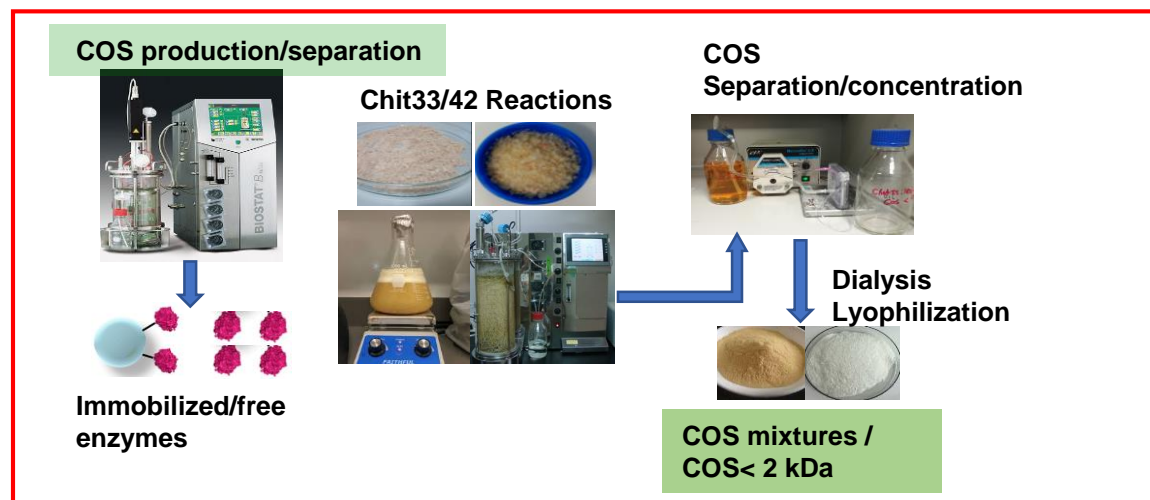 COS production/separation
BIOSTAT
Immobilized/free
enzymes
Chit33/42 Reactions
FAITHFUL
COS
Separation/concentration
Dialysis
Lyophilization
COS mixtures /
COS< 2 kDa